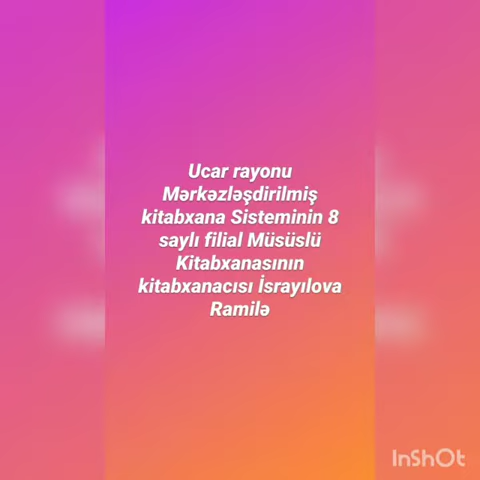 Ucar rayonu
Mərkəzləşdirilmiş
kitabxana Sisteminin 8
saylı filial Müsüslü
Kitabxanasının
kitabxanacısı İsrayılova
Ramilə
InShOt